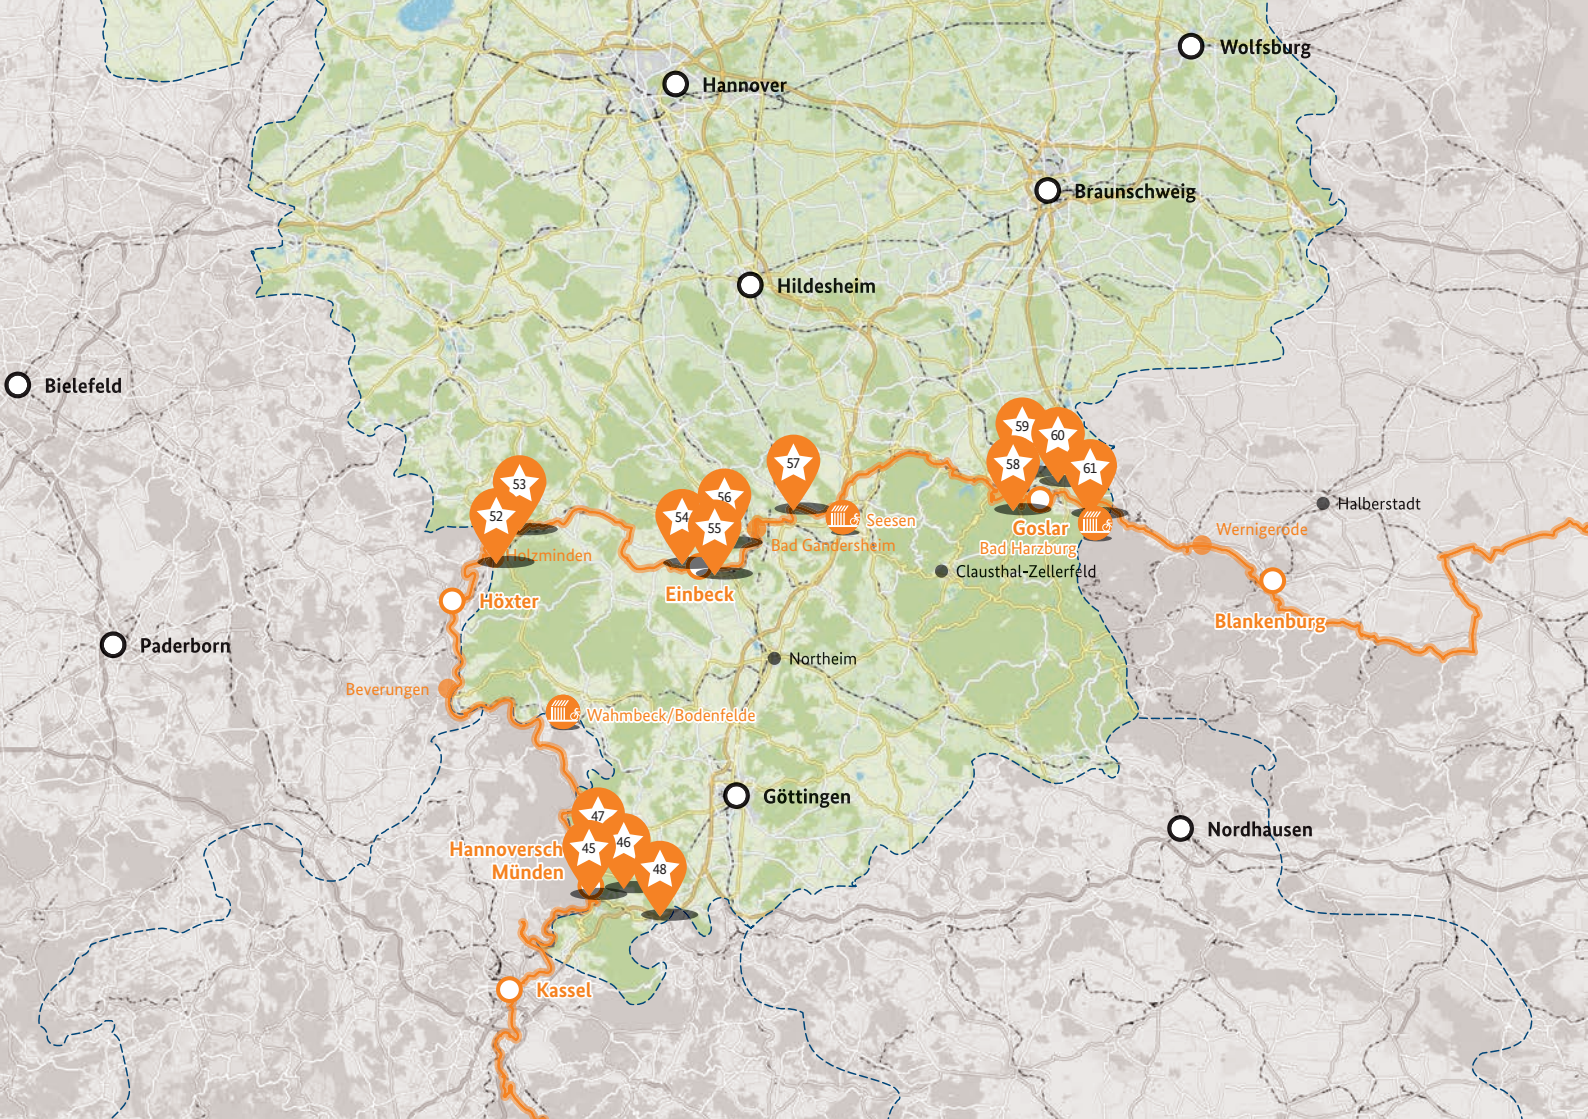 Wolfsburg
Hannover
Braunschweig
Hildesheim
Bielefeld
59
60
57
58
61
53
56
52
54
55
Halberstadt
Seesen
Goslar
Wernigerode
Bad Gandersheim
Bad Harzburg
Holzminden
Clausthal-Zellerfeld
Einbeck
Höxter
Blankenburg
Paderborn
Northeim
Beverungen
Wahmbeck/Bodenfelde
Göttingen
47
Nordhausen
46
45
Hannoversch
Münden
48
Kassel